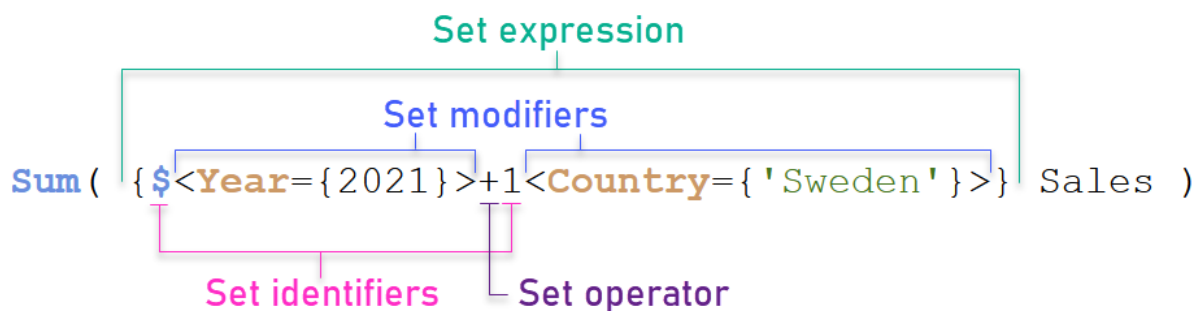 Set expression
Set modifiers
Sum( {$<Year={2021}>+1<Country={'Sweden'}>} Sales )
Set identifiers
Set operator